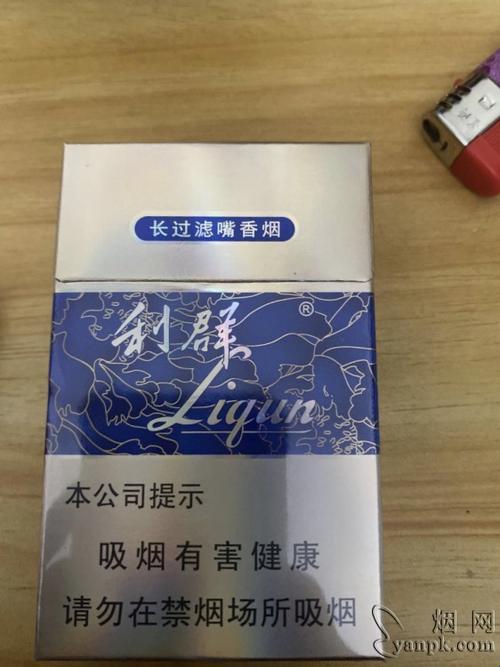 长过滤嘴香烟
利群
®
Liqun
本公司提示
吸烟有害健康
请勿在禁烟场所吸烟
烟网
yanpk.com